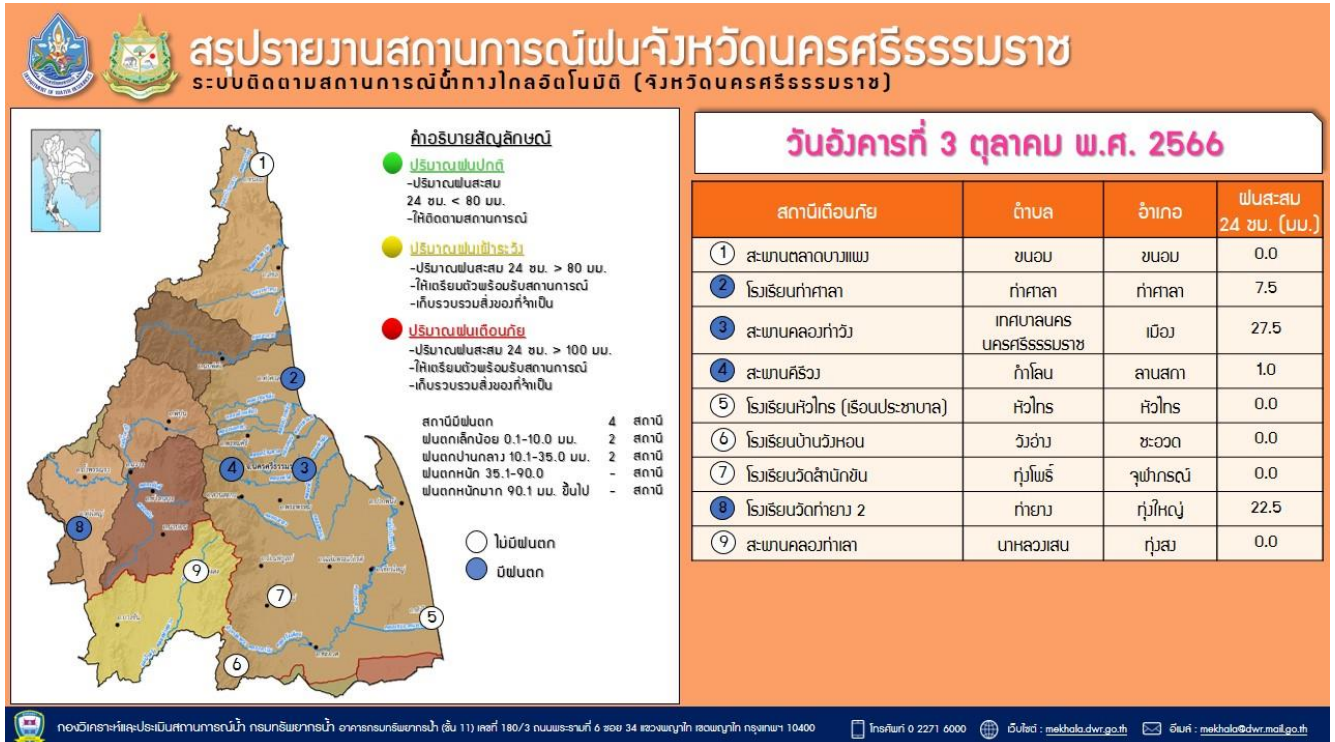 สรุปรายงานสถานการณ์ฝนจังหวัดนครศรีธรรมราช
ระบบติดตามสถานการณ์น้ำทางไกลอัตโนมัติ (จังหวัดนครศรีธรรมราช)
คำอธิบายสัญลักษณ์
ปริมาณฝนปกติ
-ปริมาณฝนสะสม
24 ชม. < 80 มม.
-ให้ติดตามสถานการณ์
ปริมาณฝนเฝ้าระวัง
-ปริมาณฝนสะสม 24 ชม. > 80 มม.
-ให้เตรียมตัวพร้อมรับสถานการณ์
-เก็บรวบรวมสิ่งของที่จำเป็น
ปริมาณฝนเตือนภัย
-ปริมาณฝนสะสม 24 ชม. > 100 มม.
-ให้เตรียมตัวพร้อมรับสถานการณ์
-เก็บรวบรวมสิ่งของที่จำเป็น
สถานีมีฝนตก 4 สถานี
ฝนตกเล็กน้อย 0.1-10.0 มม. 2 สถานี
ฝนตกปานกลาง 10.1-35.0 มม. 2 สถานี
ฝนตกหนัก 35.1-90.0 - สถานี
ฝนตกหนักมาก 90.1 มม. ขึ้นไป - สถานี
ไม่มีฝนตก
มีฝนตก
1
2
4
3
8
9
7
5
6
วันอังคารที่ 3 ตุลาคม พ.ศ. 2566
สถานีเตือนภัย ตำบล อำเภอ ฝนสะสม
24 ชม. (มม.)
1 สะพานตลาดบางแพง ขนอม ขนอม 0.0
2 โรงเรียนท่าศาลา ท่าศาลา ท่าศาลา 7.5
3 สะพานคลองท่าวัง เทศบาลนคร
นครศรีธรรมราช เมือง 27.5
4 สะพานคีรีวง กำโลน ลานสกา 1.0
5 โรงเรียนหัวไทร (เรือนประชาบาล) หัวไทร หัวไทร 0.0
6 โรงเรียนบ้านวังหอน วังอ่าง ชะอวด 0.0
7 โรงเรียนวัดสำนักขัน ทุ่งโพธิ์ จุฬาภรณ์ 0.0
8 โรงเรียนวัดท่ายาง 2 ท่ายาง ทุ่งใหญ่ 22.5
9 สะพานคลองท่าเลา นาหลวงเสน ทุ่งสง 0.0
กองวิเคราะห์และประเมินสถานการณ์น้ำ กรมทรัพยากรน้ำ อาคารกรมทรัพยากรน้ำ (ชั้น 11) เลขที่ 180/3 ถนนพระรามที่ 6 ซอย 34 แขวงพญาไท เขตพญาไท กรุงเทพฯ 10400 โทรศัพท์ 0 2271 6000 เว็บไซต์ : mekhala.dwr.go.th อีเมล์ : mekhala@dwr.mail.go.th